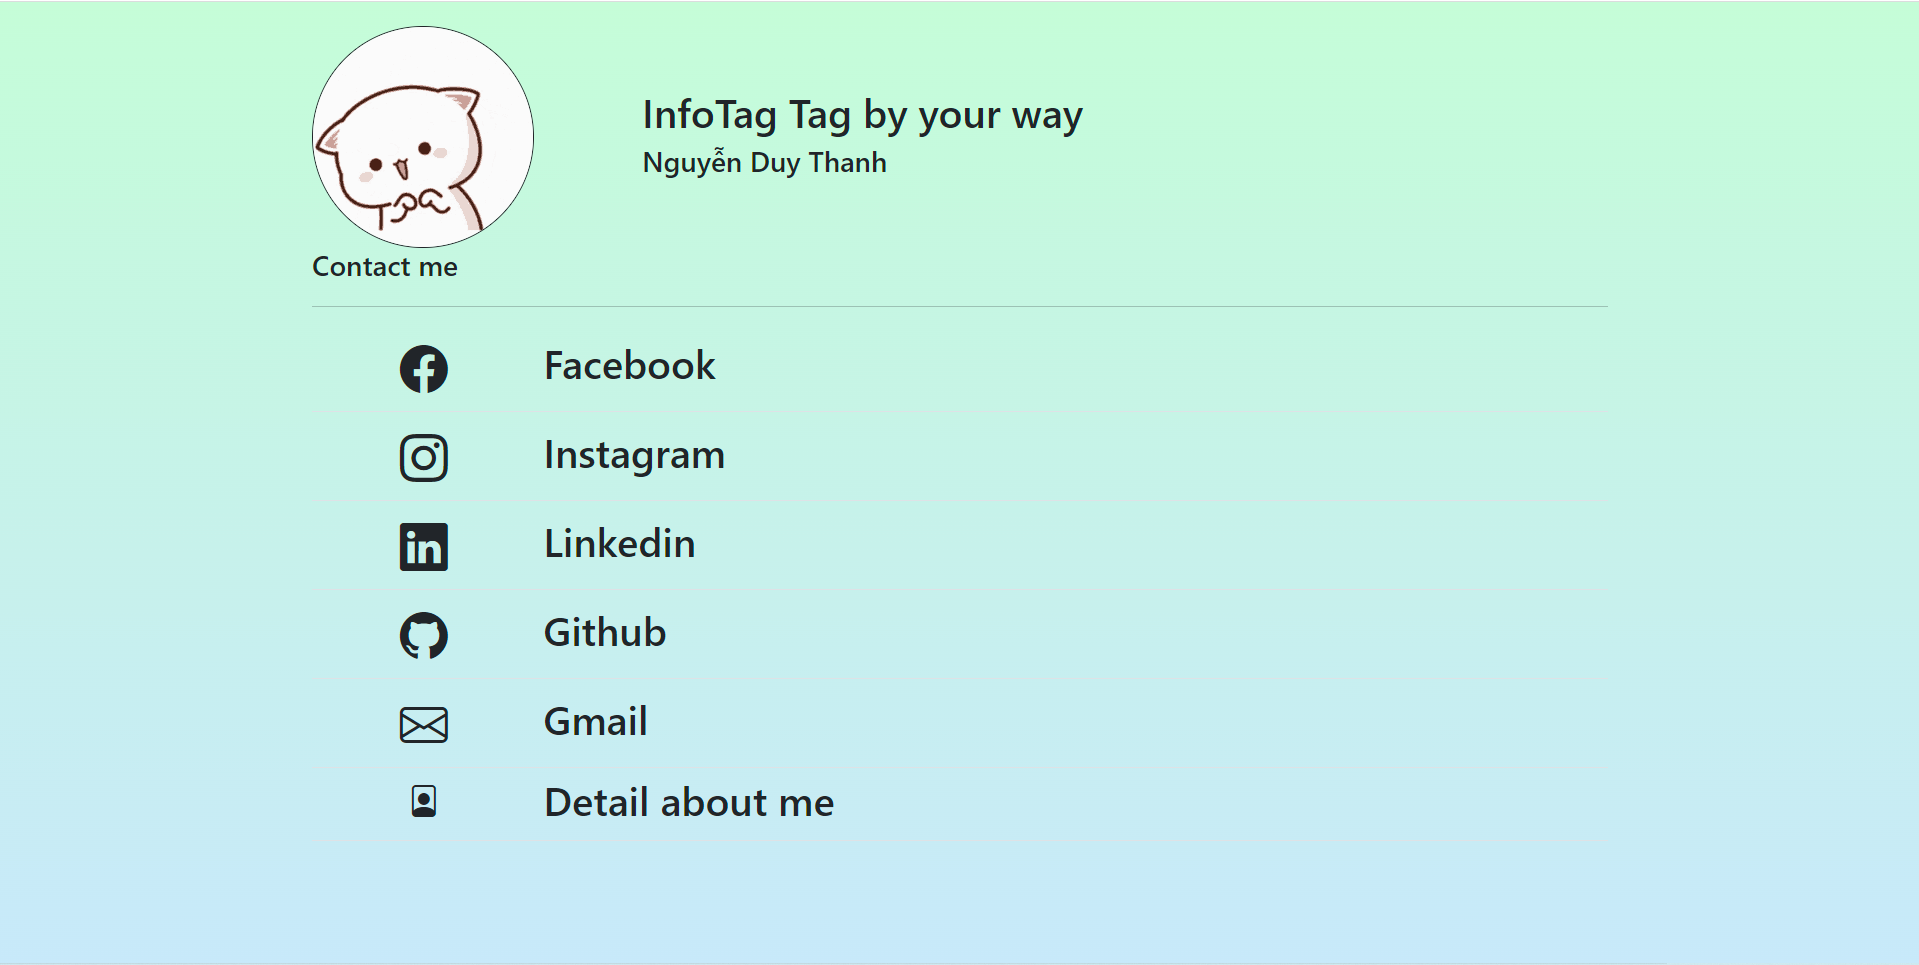 InfoTag Tag by your way
Nguyễn Duy Thanh
Contact me
Facebook
Instagram
Linkedin
Github
Gmail
Detail about me